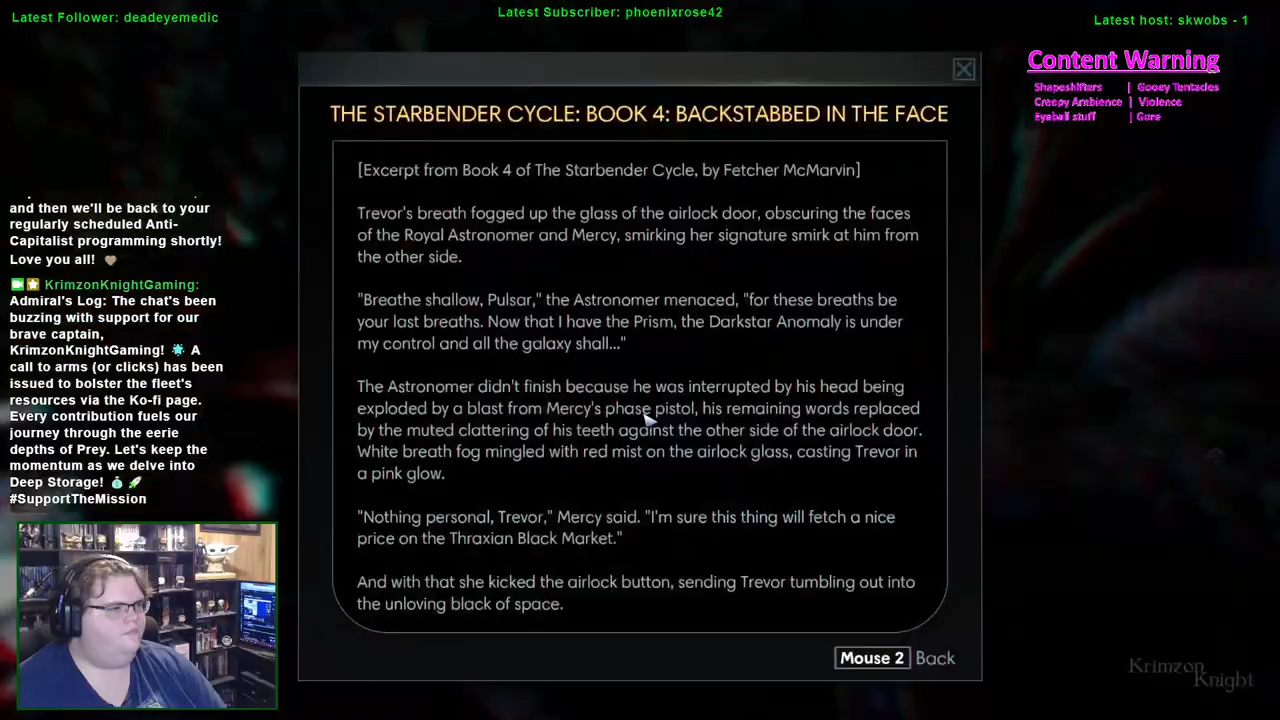 Latest Follower: deadeyemedic
Latest Subscriber: phoenixrose42
Latest host: skwobs - 1
Content Warning
Shapeshifters | Gooey Tentacles
Creepy Ambience | Violence
Eyeball stuff | Gore
THE STARBENDER CYCLE: BOOK 4: BACKSTABBED IN THE FACE
[Excerpt from Book 4 of The Starbender Cycle, by Fetcher McMarvin]
Trevor's breath fogged up the glass of the airlock door, obscuring the faces
of the Royal Astronomer and Mercy, smirking her signature smirk at him from
the other side.
"Breathe shallow, Pulsar," the Astronomer menaced, "for these breaths be
your last breaths. Now that I have the Prism, the Darkstar Anomaly is under
my control and all the galaxy shall..."
The Astronomer didn't finish because he was interrupted by his head being
exploded by a blast from Mercy's phase pistol, his remaining words replaced
by the muted clattering of his teeth against the other side of the airlock door.
White breath fog mingled with red mist on the airlock glass, casting Trevor in
a pink glow.
"Nothing personal, Trevor," Mercy said. "I'm sure this thing will fetch a nice
price on the Thraxian Black Market."
And with that she kicked the airlock button, sending Trevor tumbling out into
the unloving black of space.
Mouse 2 Back
and then we'll be back to your
regularly scheduled Anti-
Capitalist programming shortly!
Love you all!
KrimzonKnightGaming:
Admiral's Log: The chat's been
buzzing with support for our
brave captain,
KrimzonKnightGaming! A
call to arms (or clicks) has been
issued to bolster the fleet's
resources via the Ko-fi page.
Every contribution fuels our
journey through the eerie
depths of Prey. Let's keep the
momentum as we delve into
Deep Storage!
#SupportTheMission
Krimzon
Knight